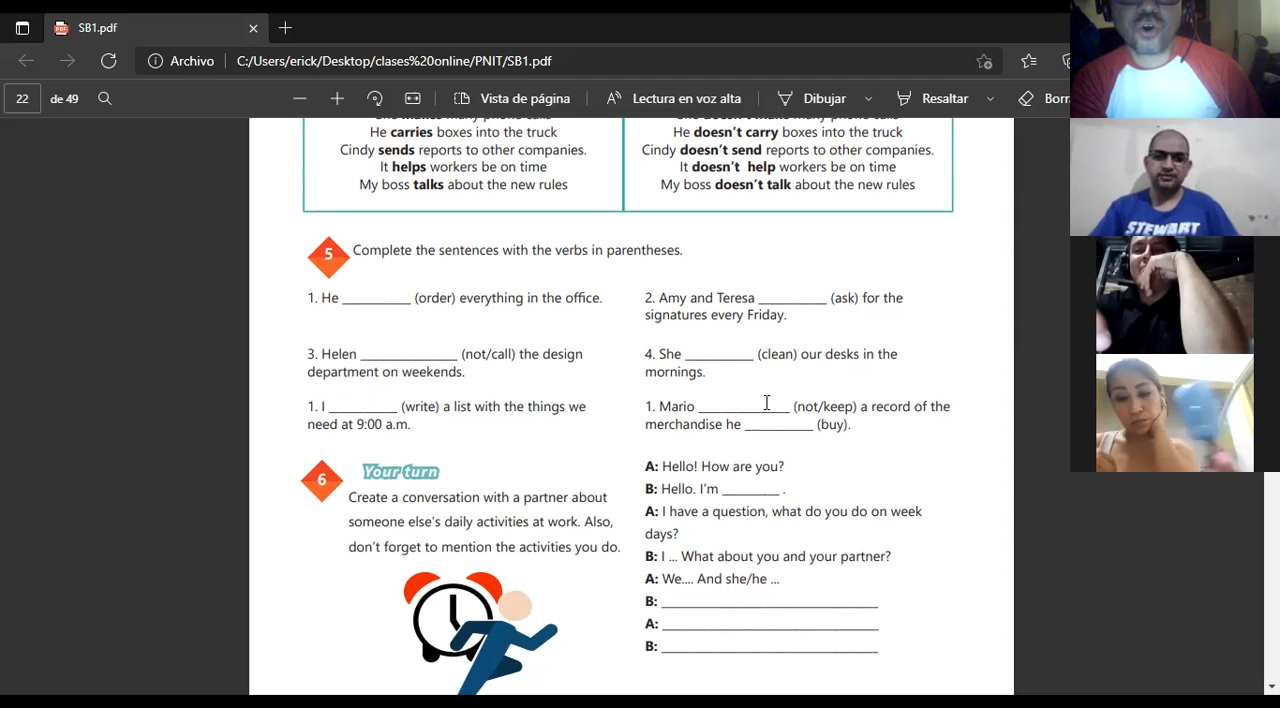 SB1.pdf
Archivo
C:/Users/erick/Desktop/clases%20online/PNIT/SB1.pdf
22
de 49
Vista de página
Lectura en voz alta
Dibujar
Resaltar
Borr
He carries boxes into the truck
Cindy sends reports to other companies.
It helps workers be on time
My boss talks about the new rules
He doesn't carry boxes into the truck
Cindy doesn't send reports to other companies.
It doesn't help workers be on time
My boss doesn't talk about the new rules
5
Complete the sentences with the verbs in parentheses.
1. He __________ (order) everything in the office.
2. Amy and Teresa __________ (ask) for the
signatures every Friday.
3. Helen ______________ (not/call) the design
department on weekends.
4. She __________ (clean) our desks in the
mornings.
1. I __________ (write) a list with the things we
need at 9:00 a.m.
1. Mario _____________ (not/keep) a record of the
merchandise he __________ (buy).
6
Your turn
Create a conversation with a partner about
someone else's daily activities at work. Also,
don't forget to mention the activities you do.
A: Hello! How are you?
B: Hello. I'm ________ .
A: I have a question, what do you do on week
days?
B: I ... What about you and your partner?
A: We.... And she/he ...
B: ________________________________
A: ________________________________
B: ________________________________
STEWART